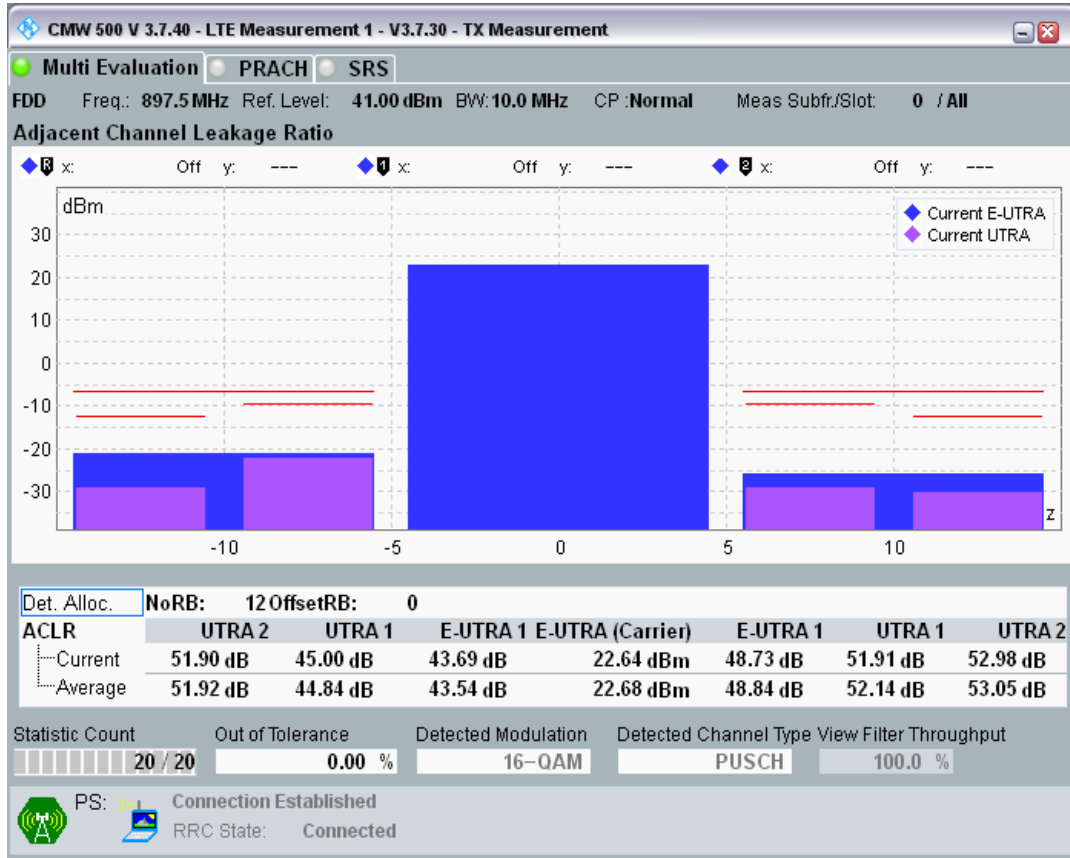 CMW 500 V 3.7.40 - LTE Measurement 1 - V3.7.30 - TX Measurement
Multi Evaluation PRACH SRS
FDD Freq.: 897.5 MHz Ref. Level: 41.00 dBm BW: 10.0 MHz CP :Normal Meas Subfr./Slot: 0 / All
Adjacent Channel Leakage Ratio
R x: Off y: --- 1 x: Off y: --- 2 x: Off y: ---
dBm
Current E-UTRA
Current UTRA
30
20
10
0
-10
-20
-30
z
-10 -5 0 5 10
Det. Alloc. NoRB: 12 OffsetRB: 0
ACLR UTRA 2 UTRA 1 E-UTRA 1 E-UTRA (Carrier) E-UTRA 1 UTRA 1 UTRA 2
Current 51.90 dB 45.00 dB 43.69 dB 22.64 dBm 48.73 dB 51.91 dB 52.98 dB
Average 51.92 dB 44.84 dB 43.54 dB 22.68 dBm 48.84 dB 52.14 dB 53.05 dB
Statistic Count Out of Tolerance Detected Modulation Detected Channel Type View Filter Throughput
20 / 20 0.00 % 16-QAM PUSCH 100.0 %
PS: Connection Established
RRC State: Connected